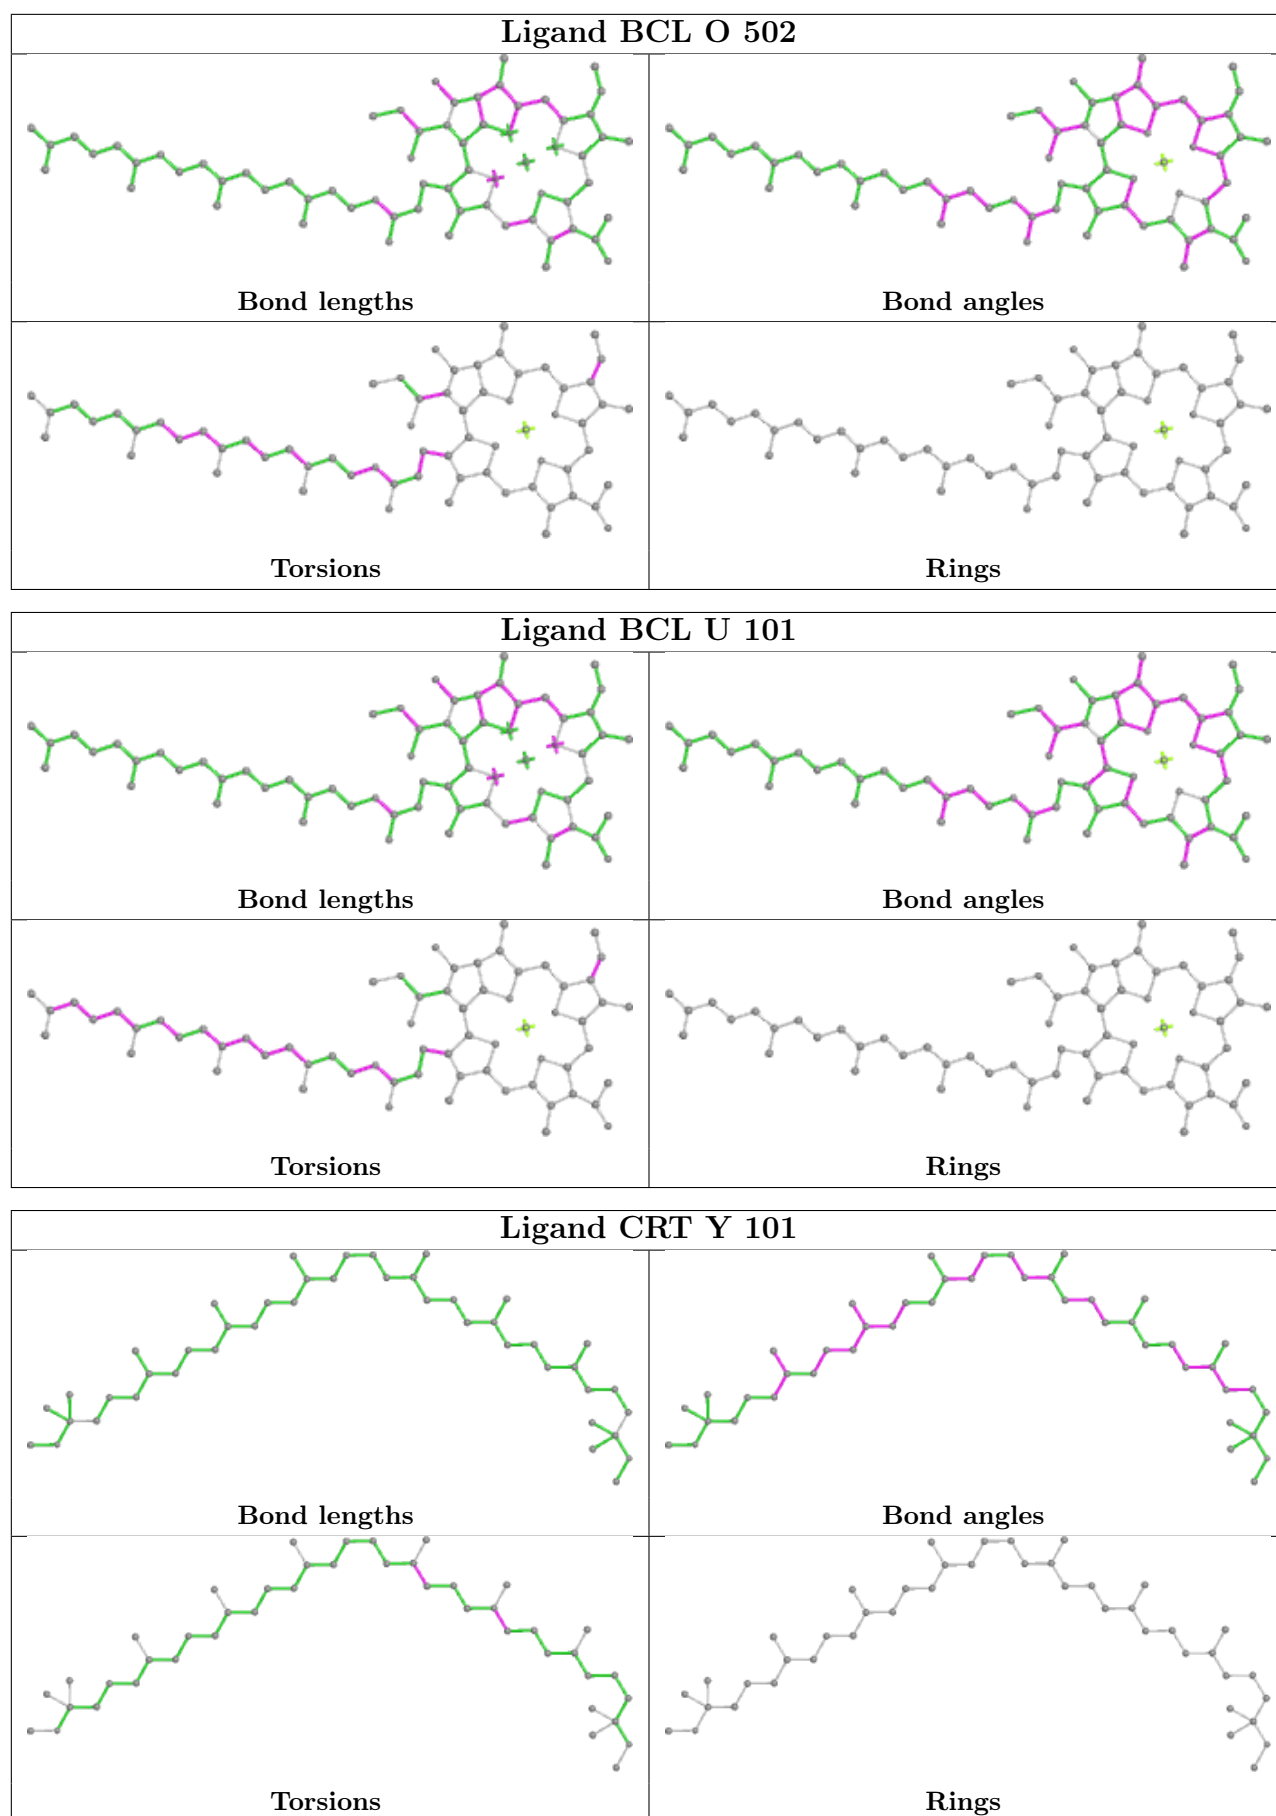 Ligand BCL O 502
Bond lengths
Bond angles
Torsions
Rings
Ligand BCL U 101
Bond lengths
Bond angles
Torsions
Rings
Ligand CRT Y 101
Bond lengths
Bond angles
Torsions
Rings